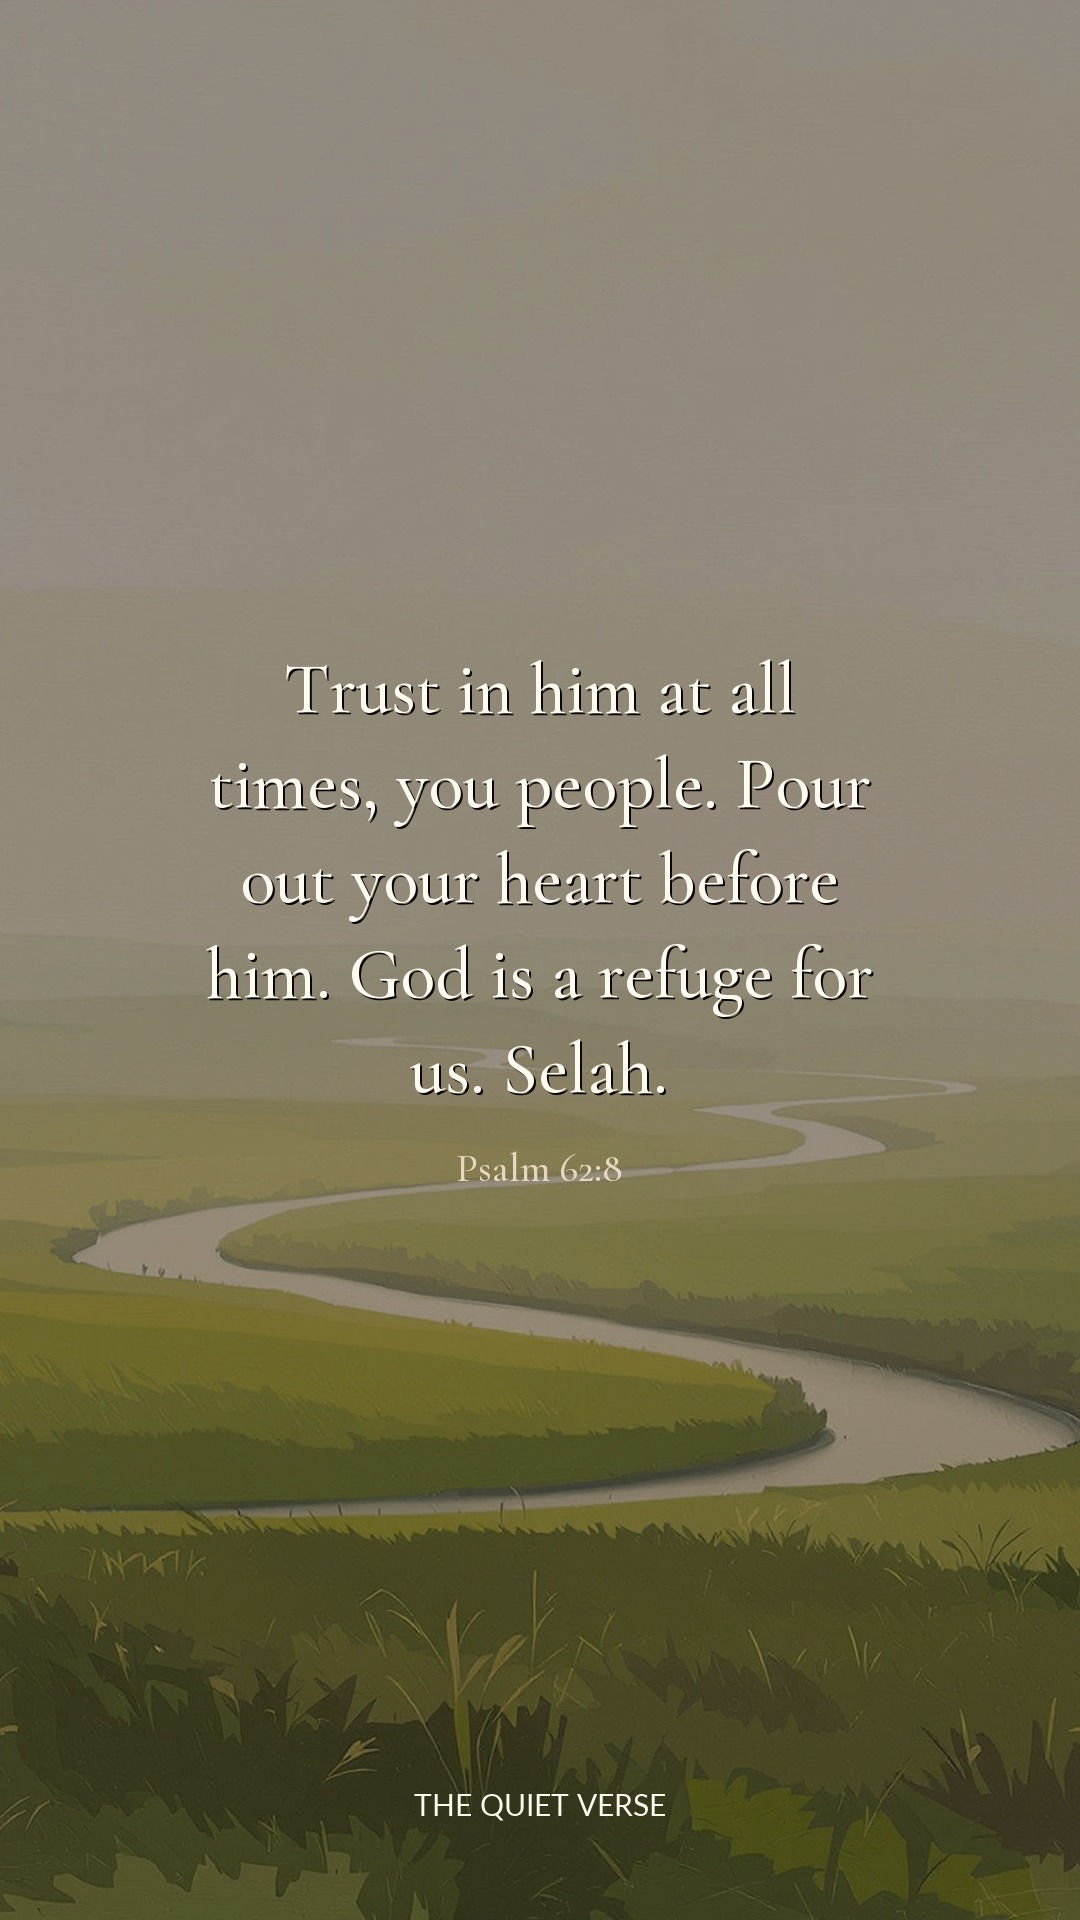 Trust in him at all
times, you people. Pour
out your heart before
him. God is a refuge for
us. Selah.
Psalm 62:8
THE QUIET VERSE